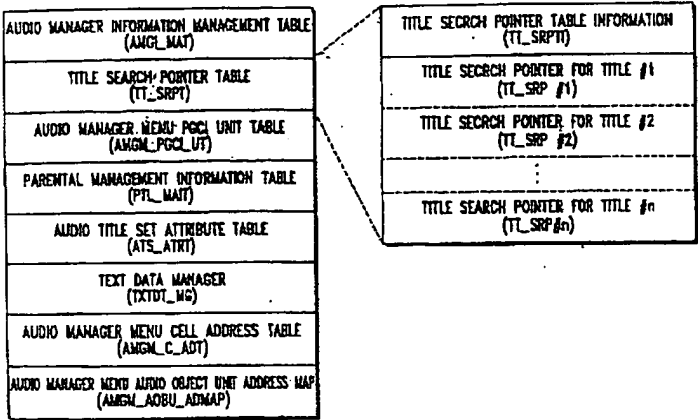 AUDIO MANAGER INFORMATION MANAGEMENT TABLE
(AMGI_MAT)
TITLE SEARCH POINTER TABLE
(TT_SRPT)
AUDIO MANAGER MENU PGCI UNIT TABLE
(AMGM_PGCI_UT)
PARENTAL MANAGEMENT INFORMATION TABLE
(PTL_MAIT)
AUDIO TITLE SET ATTRIBUTE TABLE
(ATS_ATRT)
TEXT DATA MANAGER
(TXTDT_MG)
AUDIO MANAGER MENU CELL ADDRESS TABLE
(AMGM_C_ADT)
AUDIO MANAGER MENU AUDIO OBJECT UNIT ADDRESS MAP
(AMGM_AOBU_ADMAP)
TITLE SECRCH POINTER TABLE INFORMATION
(TT_SRPTI)
TITLE SECRCH POINTER FOR TITLE #1
(TT_SRP #1)
TITLE SECRCH POINTER FOR TITLE #2
(TT_SRP #2)
⋮
TITLE SEARCH POINTER FOR TITLE #n
(TT_SRP#n)